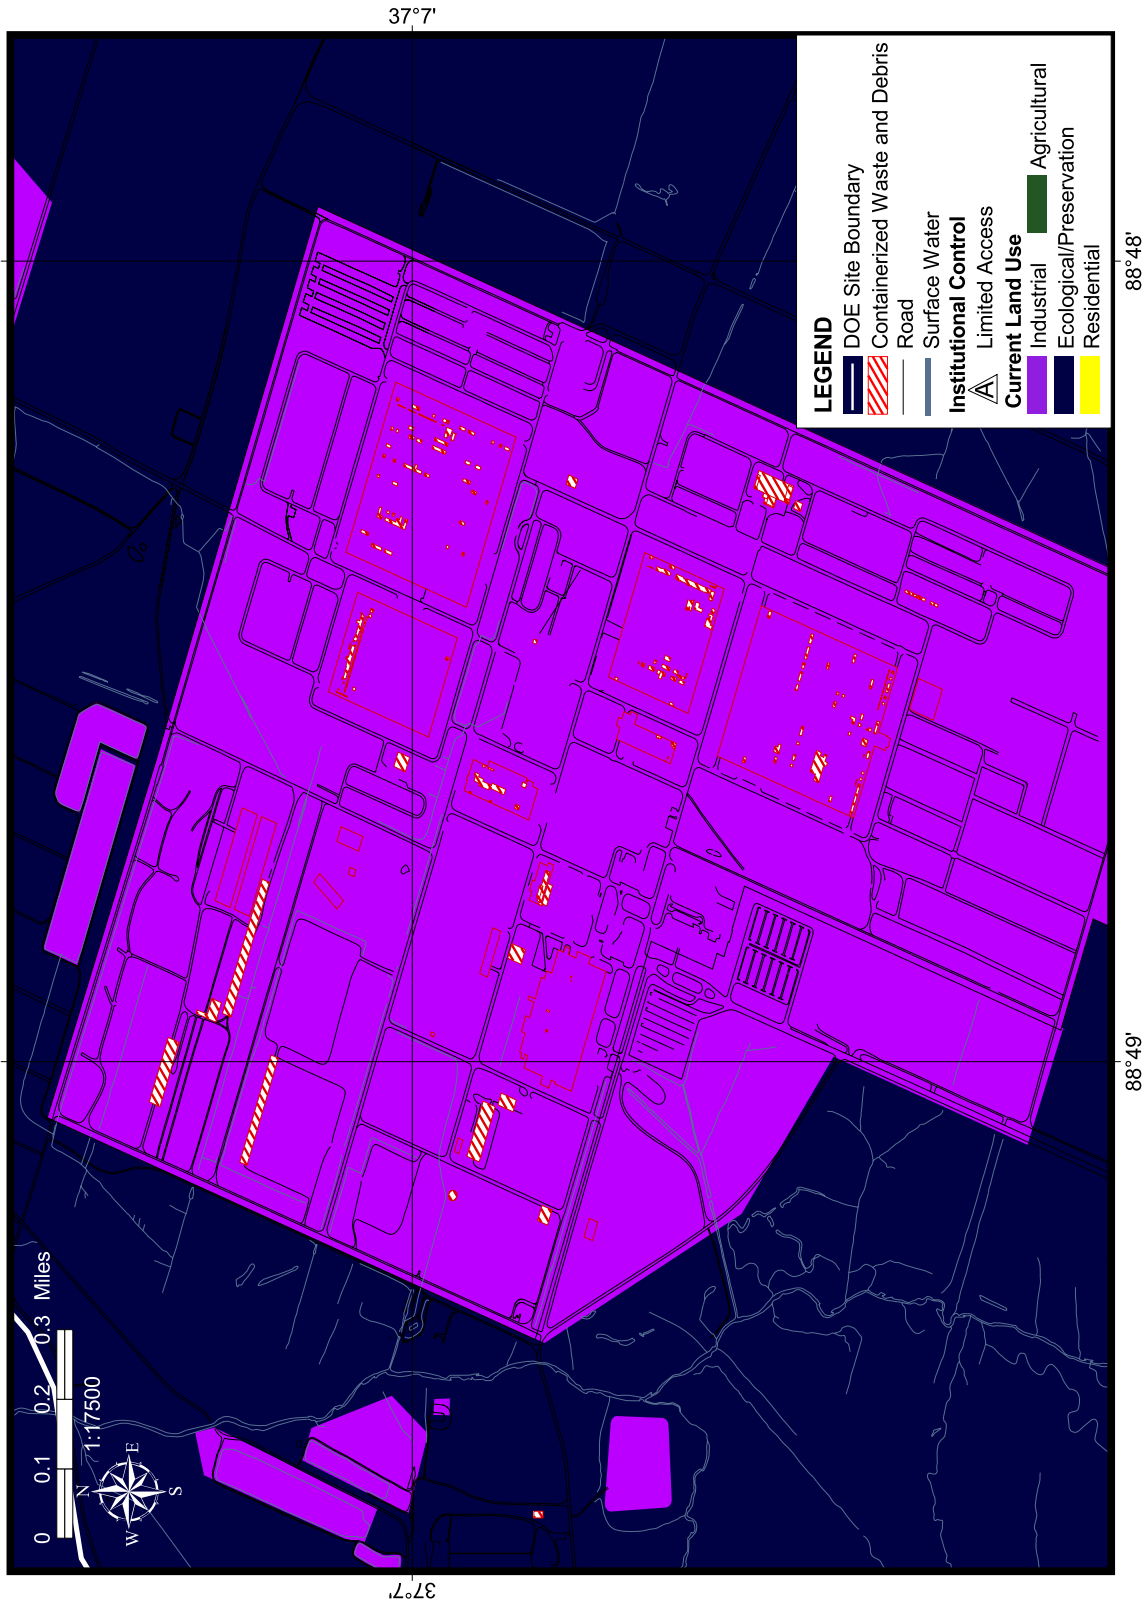 37°7'
LEGEND
DOE Site Boundary
Containerized Waste and Debris
Road
Surface Water
Institutional Control
A Limited Access
Current Land Use
Industrial Agricultural
Ecological/Preservation
Residential
88°48'
88°49'
0 0.1 0.2 0.3 Miles
1:17500
N
W E
S
37°7'